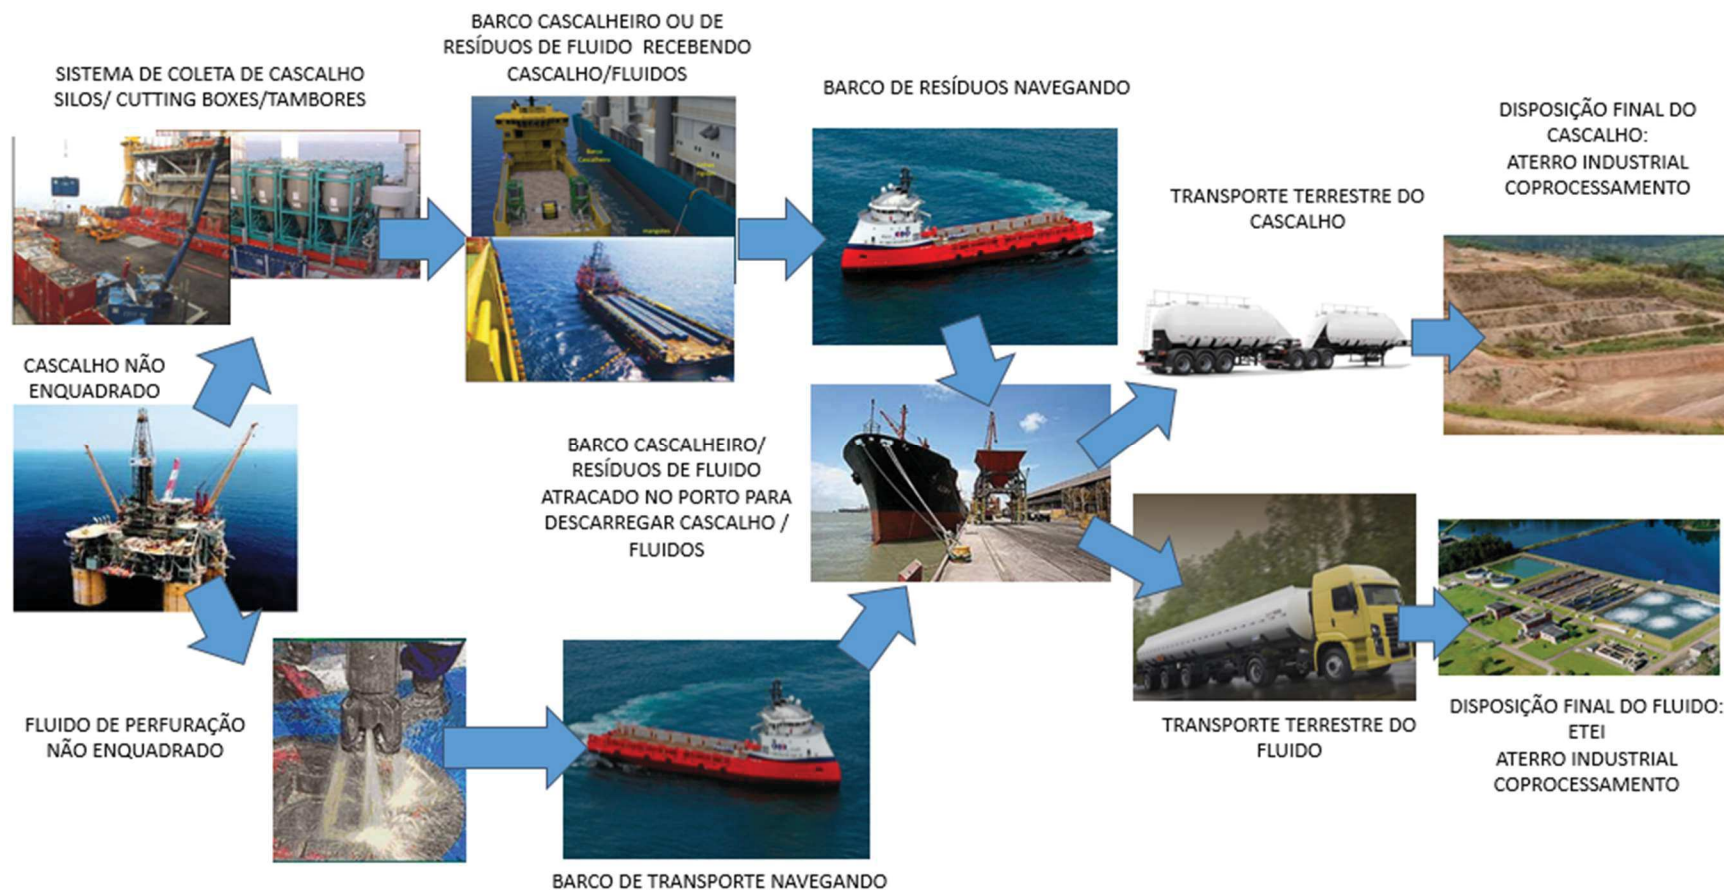 SISTEMA DE COLETA DE CASCALHO
SILOS/ CUTTING BOXES/TAMBORES
BARCO CASCALHEIRO OU DE
RESÍDUOS DE FLUIDO RECEBENDO
CASCALHO/FLUIDOS
Barco
Cascalheiro
mangotes
BARCO DE RESÍDUOS NAVEGANDO
TRANSPORTE TERRESTRE DO
CASCALHO
DISPOSIÇÃO FINAL DO
CASCALHO:
ATERRO INDUSTRIAL
COPROCESSAMENTO
CASCALHO NÃO
ENQUADRADO
BARCO CASCALHEIRO/
RESÍDUOS DE FLUIDO
ATRACADO NO PORTO PARA
DESCARREGAR CASCALHO /
FLUIDOS
FLUIDO DE PERFURAÇÃO
NÃO ENQUADRADO
BARCO DE TRANSPORTE NAVEGANDO
TRANSPORTE TERRESTRE DO
FLUIDO
DISPOSIÇÃO FINAL DO FLUIDO:
ETEI
ATERRO INDUSTRIAL
COPROCESSAMENTO